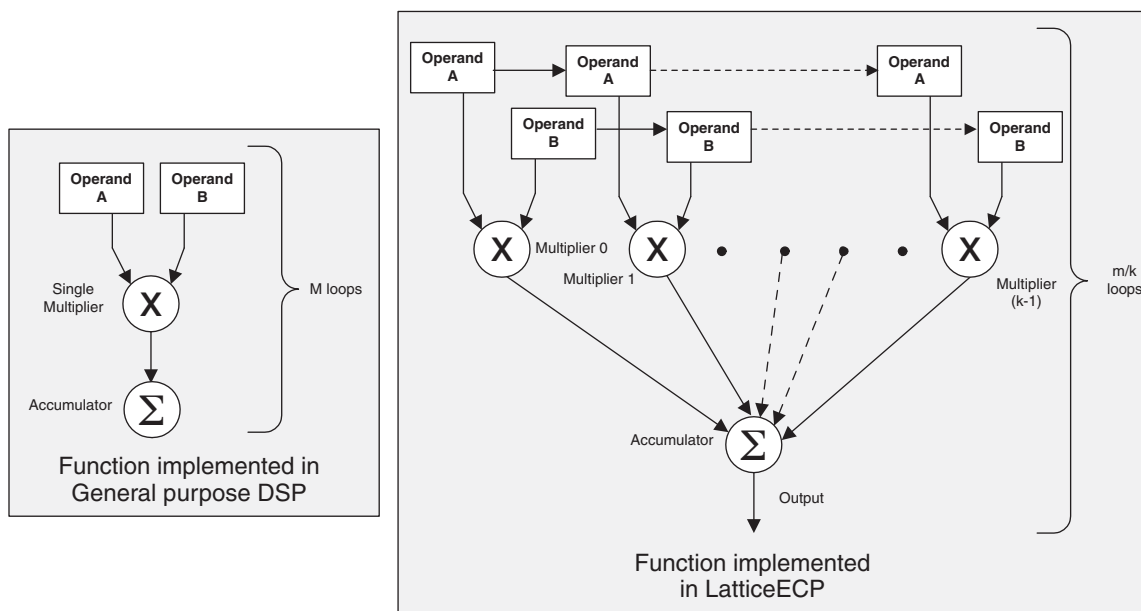 Operand
A
Operand
B
Single
Multiplier
X
M loops
Accumulator
Σ
Function implemented in
General purpose DSP
Operand
A
Operand
A
Operand
A
Operand
B
Operand
B
Operand
B
X
Multiplier 0
X
Multiplier 1
X
Multiplier
(k-1)
m/k
loops
Accumulator
Σ
Output
Function implemented
in LatticeECP